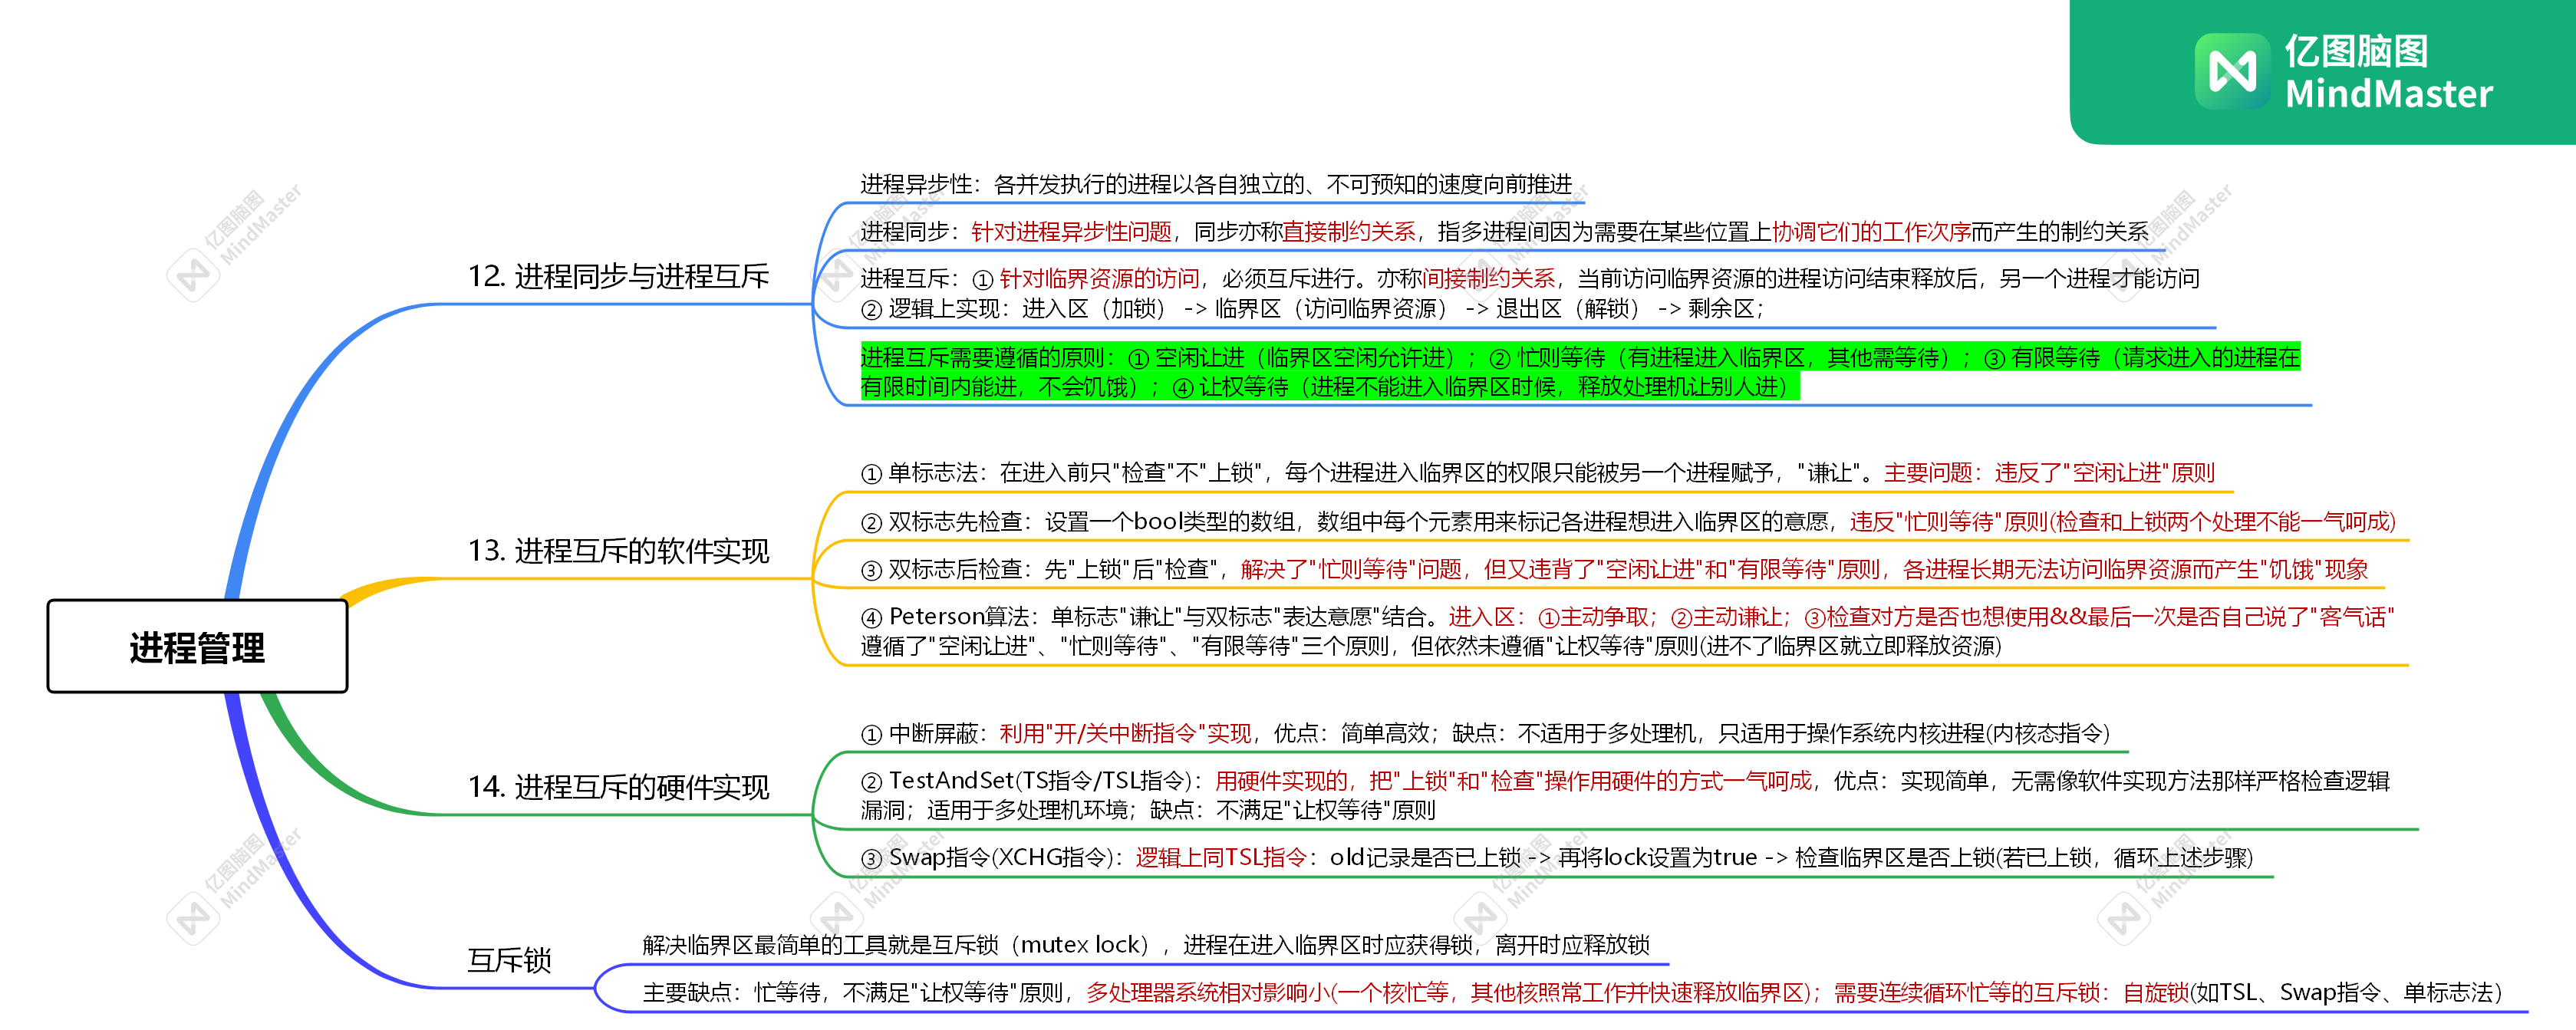 亿图脑图
MindMaster
进程管理
12. 进程同步与进程互斥
进程异步性：各并发执行的进程以各自独立的、不可预知的速度向前推进
进程同步：针对进程异步性问题，同步亦称直接制约关系，指多进程间因为需要在某些位置上协调它们的工作次序而产生的制约关系
进程互斥：① 针对临界资源的访问，必须互斥进行。亦称间接制约关系，当前访问临界资源的进程访问结束释放后，另一个进程才能访问
② 逻辑上实现：进入区（加锁） -> 临界区（访问临界资源） -> 退出区（解锁） -> 剩余区；
进程互斥需要遵循的原则：① 空闲让进（临界区空闲允许进）；② 忙则等待（有进程进入临界区，其他需等待）；③ 有限等待（请求进入的进程在
有限时间内能进，不会饥饿）；④ 让权等待（进程不能进入临界区时候，释放处理机让别人进）
13. 进程互斥的软件实现
① 单标志法：在进入前只"检查"不"上锁"，每个进程进入临界区的权限只能被另一个进程赋予，"谦让"。主要问题：违反了"空闲让进"原则
② 双标志先检查：设置一个bool类型的数组，数组中每个元素用来标记各进程想进入临界区的意愿，违反"忙则等待"原则(检查和上锁两个处理不能一气呵成)
③ 双标志后检查：先"上锁"后"检查"，解决了"忙则等待"问题，但又违背了"空闲让进"和"有限等待"原则，各进程长期无法访问临界资源而产生"饥饿"现象
④ Peterson算法：单标志"谦让"与双标志"表达意愿"结合。进入区：①主动争取；②主动谦让；③检查对方是否也想使用&&最后一次是否自己说了"客气话"
遵循了"空闲让进"、"忙则等待"、"有限等待"三个原则，但依然未遵循"让权等待"原则(进不了临界区就立即释放资源)
14. 进程互斥的硬件实现
① 中断屏蔽：利用"开/关中断指令"实现，优点：简单高效；缺点：不适用于多处理机，只适用于操作系统内核进程(内核态指令)
② TestAndSet(TS指令/TSL指令)：用硬件实现的，把"上锁"和"检查"操作用硬件的方式一气呵成，优点：实现简单，无需像软件实现方法那样严格检查逻辑
漏洞；适用于多处理机环境；缺点：不满足"让权等待"原则
③ Swap指令(XCHG指令)：逻辑上同TSL指令：old记录是否已上锁 -> 再将lock设置为true -> 检查临界区是否上锁(若已上锁，循环上述步骤)
互斥锁
解决临界区最简单的工具就是互斥锁（mutex lock），进程在进入临界区时应获得锁，离开时应释放锁
主要缺点：忙等待，不满足"让权等待"原则，多处理器系统相对影响小(一个核忙等，其他核照常工作并快速释放临界区)；需要连续循环忙等的互斥锁：自旋锁(如TSL、Swap指令、单标志法）